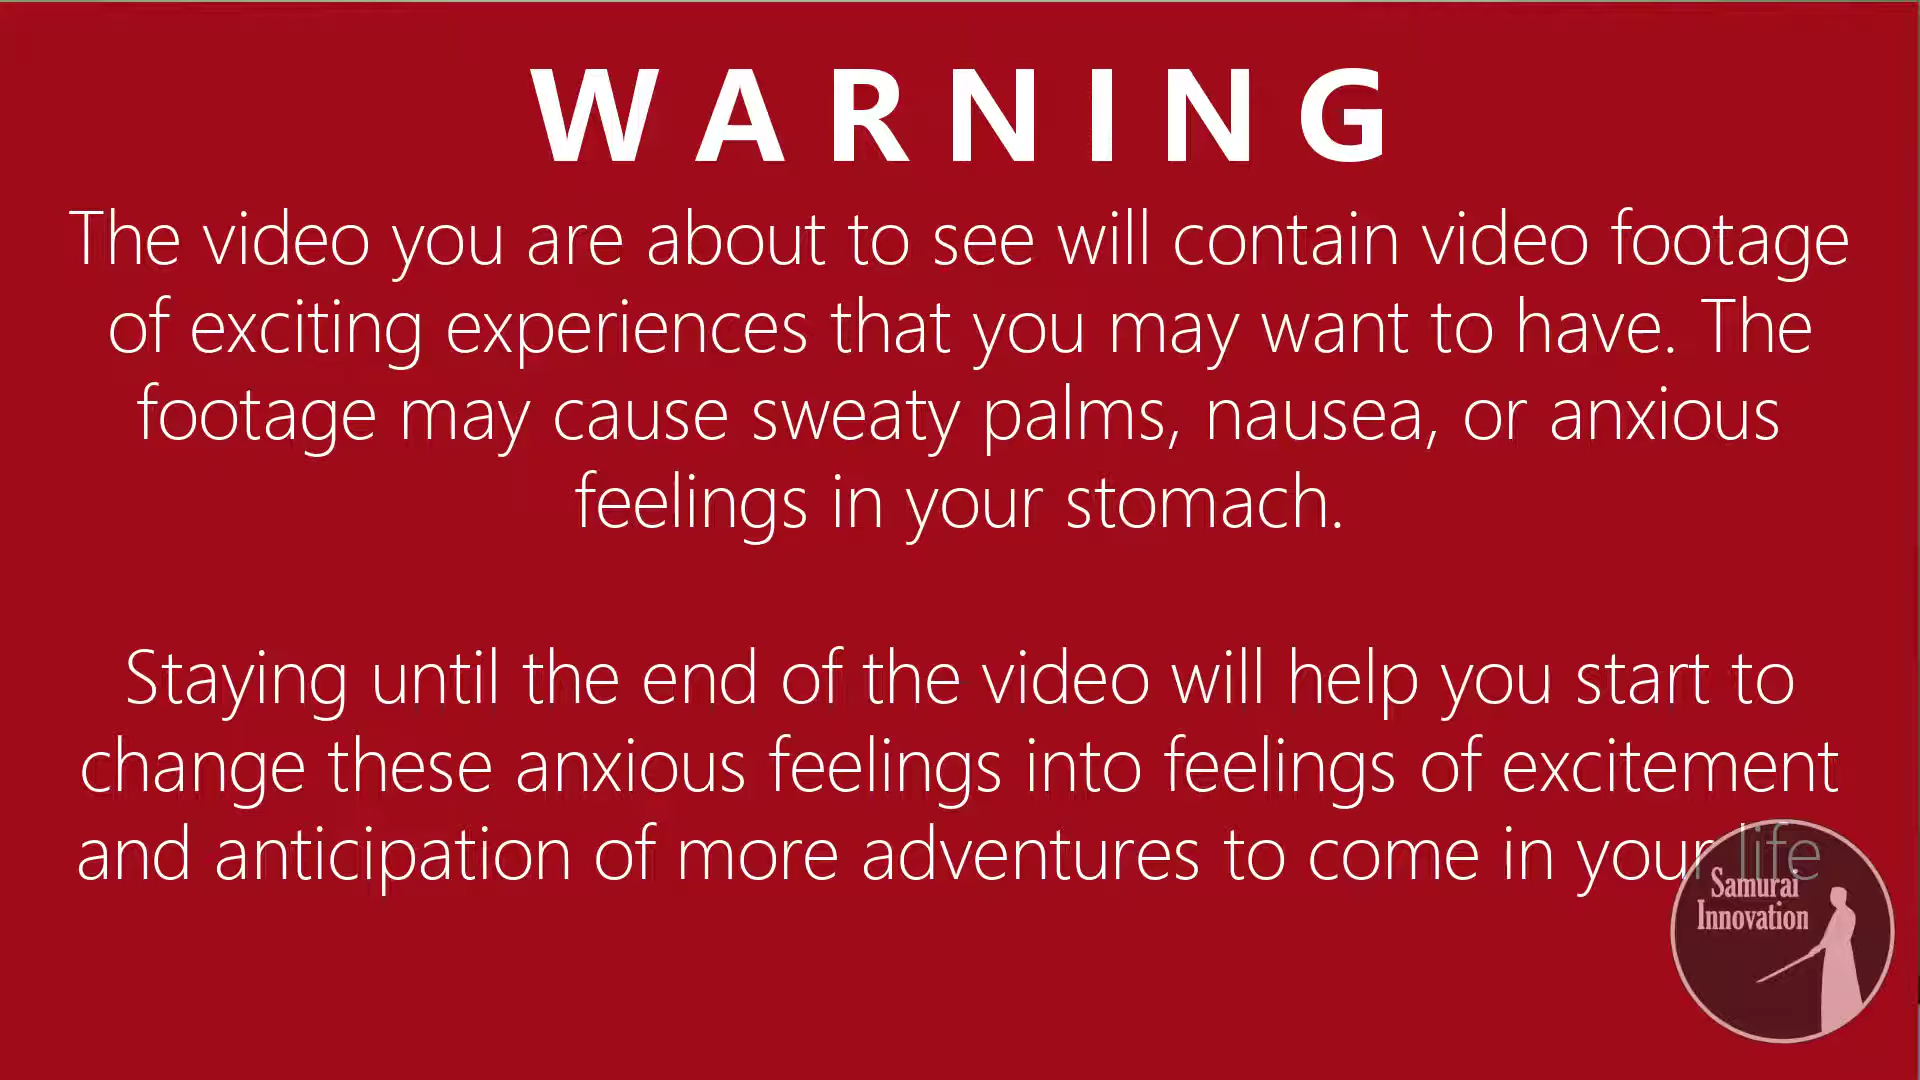 WARNING
The video you are about to see will contain video footage
of exciting experiences that you may want to have. The
footage may cause sweaty palms, nausea, or anxious
feelings in your stomach.
Staying until the end of the video will help you start to
change these anxious feelings into feelings of excitement
and anticipation of more adventures to come in your life
Samurai
Innovation